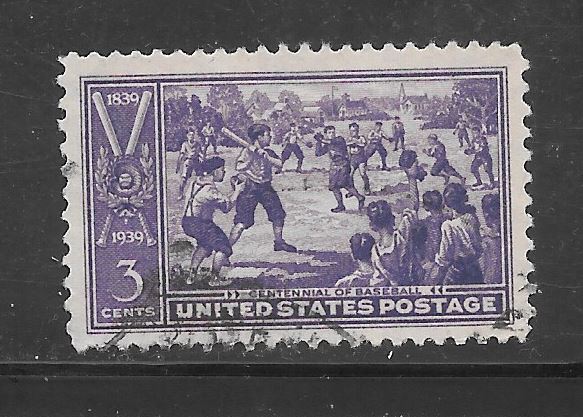 1839
1939
3
CENTS
CENTENNIAL OF BASEBALL
UNITED STATES POSTAGE